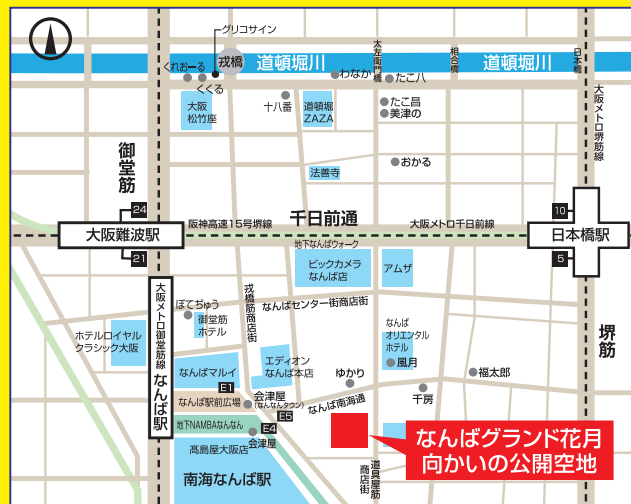 グリコサイン
戎橋
道頓堀川
道頓堀川
太左衛門橋
相合橋
日本橋
くれおーる
くくる
わなか
たこ八
大阪
松竹座
十八番
道頓堀
ZAZA
たこ昌
美津の
大阪メトロ堺筋線
御堂筋
おかる
法善寺
24
10
阪神高速15号堺線
千日前通
大阪メトロ千日前線
大阪難波駅
日本橋駅
地下なんばウォーク
21
5
ビックカメラ
なんば店
アムザ
大阪メトロ御堂筋線
なんば駅
戎橋筋商店街
なんばセンター街商店街
ぼてぢゅう
御堂筋
ホテル
ホテルロイヤル
クラシック大阪
なんば
オリエンタル
ホテル
風月
堺筋
エディオン
なんば本店
なんばマルイ
ゆかり
福太郎
E1
千房
なんば駅前広場
会津屋
(なんなんタウン)
なんば南海通
E5
地下NAMBAなんなん
E4
会津屋
髙島屋大阪店
南海なんば駅
道具屋筋
商店街
なんばグランド花月
向かいの公開空地